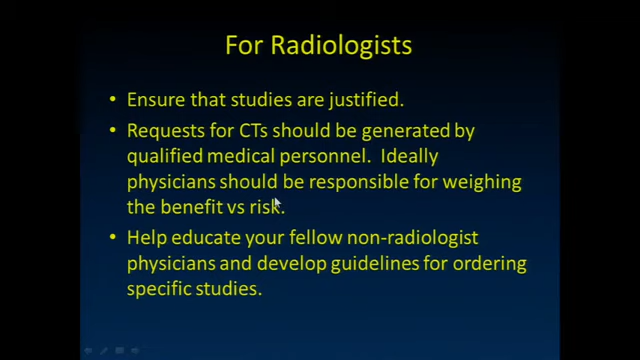 For Radiologists
• Ensure that studies are justified.
• Requests for CTs should be generated by
qualified medical personnel.  Ideally
physicians should be responsible for weighing
the benefit vs risk.
• Help educate your fellow non-radiologist
physicians and develop guidelines for ordering
specific studies.